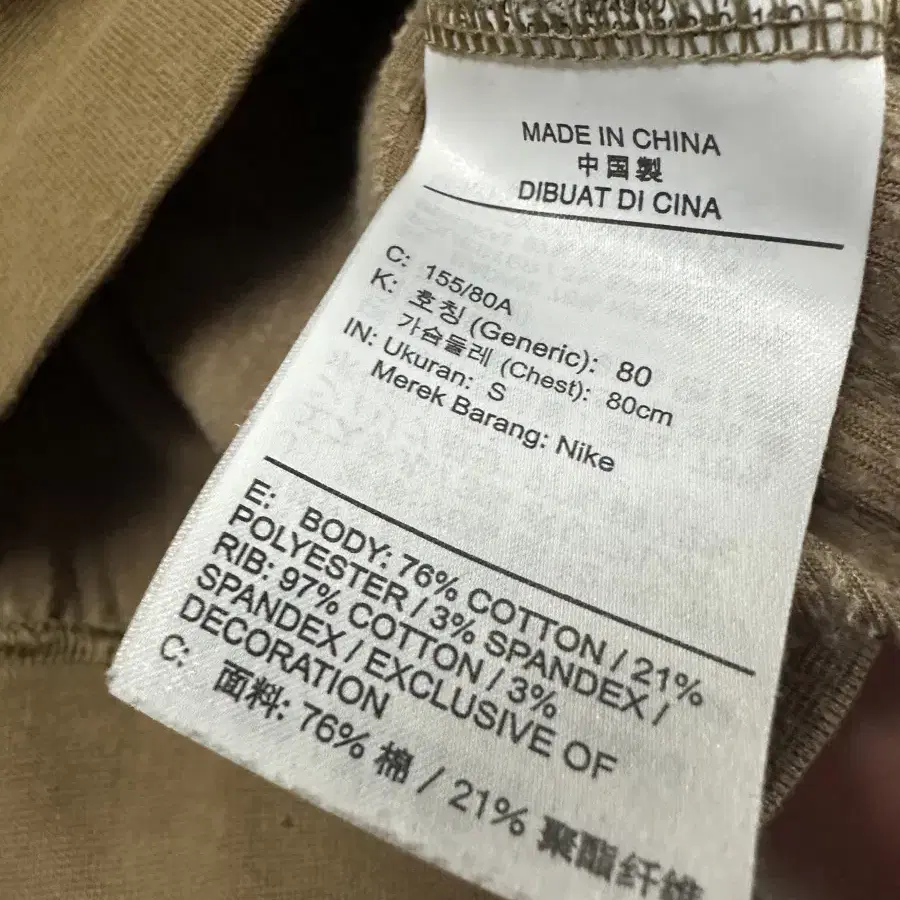 MADE IN CHINA
中国製
DIBUAT DI CINA
C: 155/80A
K: 호칭 (Generic): 80
가슴둘레 (Chest): 80cm
IN: Ukuran: S
Merek Barang: Nike
E: BODY: 76% COTTON / 21%
POLYESTER / 3% SPANDEX /
RIB: 97% COTTON / 3%
SPANDEX / EXCLUSIVE OF
DECORATION
C:
面料: 76% 棉 / 21% 聚酯纤维